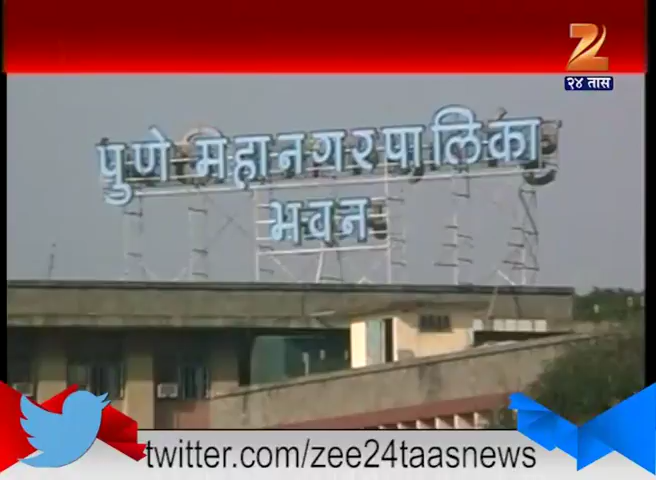 २४ तास
पुणे महानगरपालिका
भवन
twitter.com/zee24taasnews